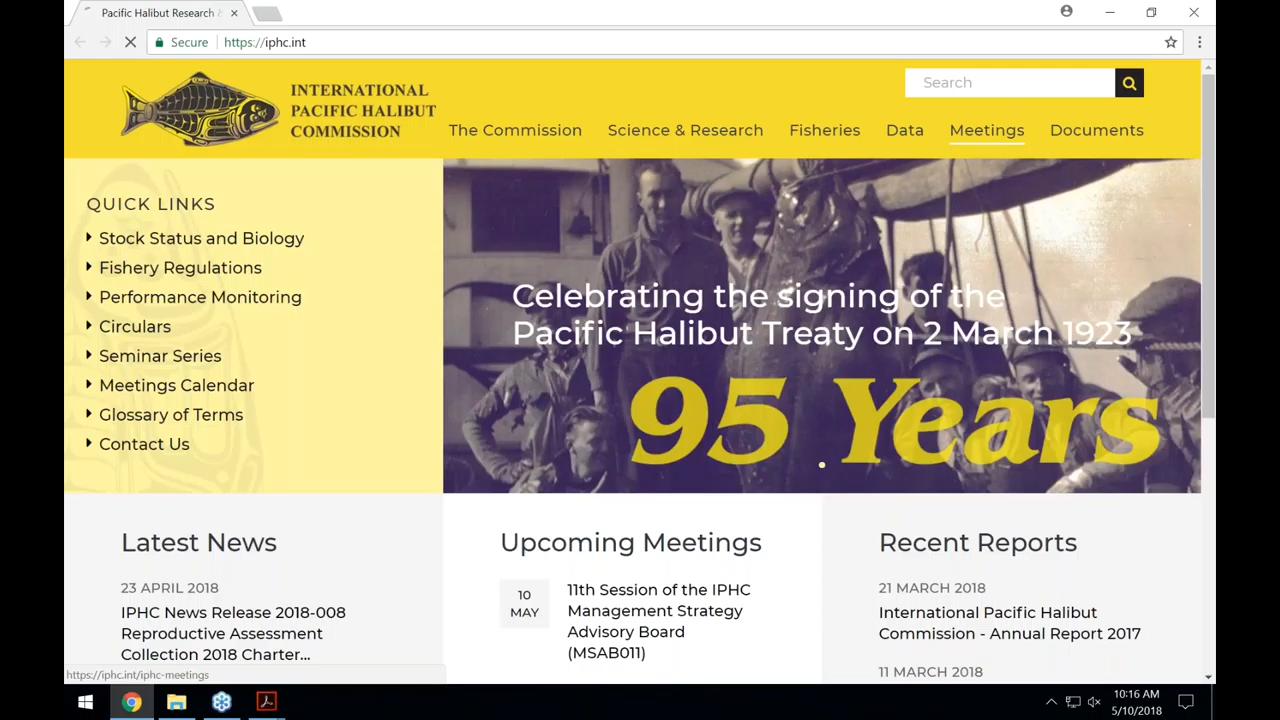 Pacific Halibut Research &
Secure
https://iphc.int
INTERNATIONAL
PACIFIC HALIBUT
COMMISSION
Search
The Commission
Science & Research
Fisheries
Data
Meetings
Documents
QUICK LINKS
Stock Status and Biology
Fishery Regulations
Performance Monitoring
Circulars
Seminar Series
Meetings Calendar
Glossary of Terms
Contact Us
Celebrating the signing of the
Pacific Halibut Treaty on 2 March 1923
95 Years
Latest News
23 APRIL 2018
IPHC News Release 2018-008
Reproductive Assessment
Collection 2018 Charter...
Upcoming Meetings
10
MAY
11th Session of the IPHC
Management Strategy
Advisory Board
(MSAB011)
Recent Reports
21 MARCH 2018
International Pacific Halibut
Commission - Annual Report 2017
11 MARCH 2018
https://iphc.int/iphc-meetings
10:16 AM
5/10/2018